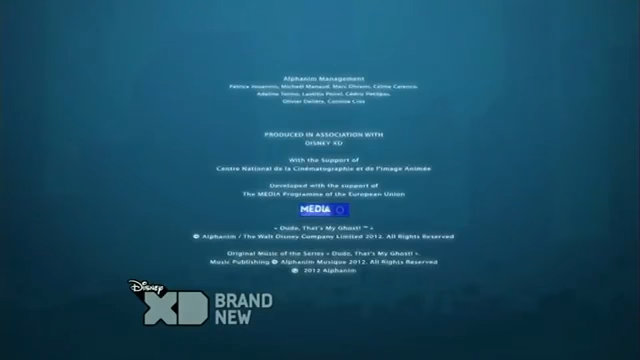 Alphanim Management
PRODUCED IN ASSOCIATION WITH
DISNEY XD
With the Support of
Centre National de la Cinématographie et de l'Image Animée
Developed with the support of
The MEDIA Programme of the European Union
MEDIA
« Dude, That's My Ghost! ™ »
© Alphanim / The Walt Disney Company Limited 2012. All Rights Reserved
Original Music of the Series « Dude, That's My Ghost! ».
Music Publishing © Alphanim Musique 2012. All Rights Reserved
℗ 2012 Alphanim
Disney
XD BRAND
NEW